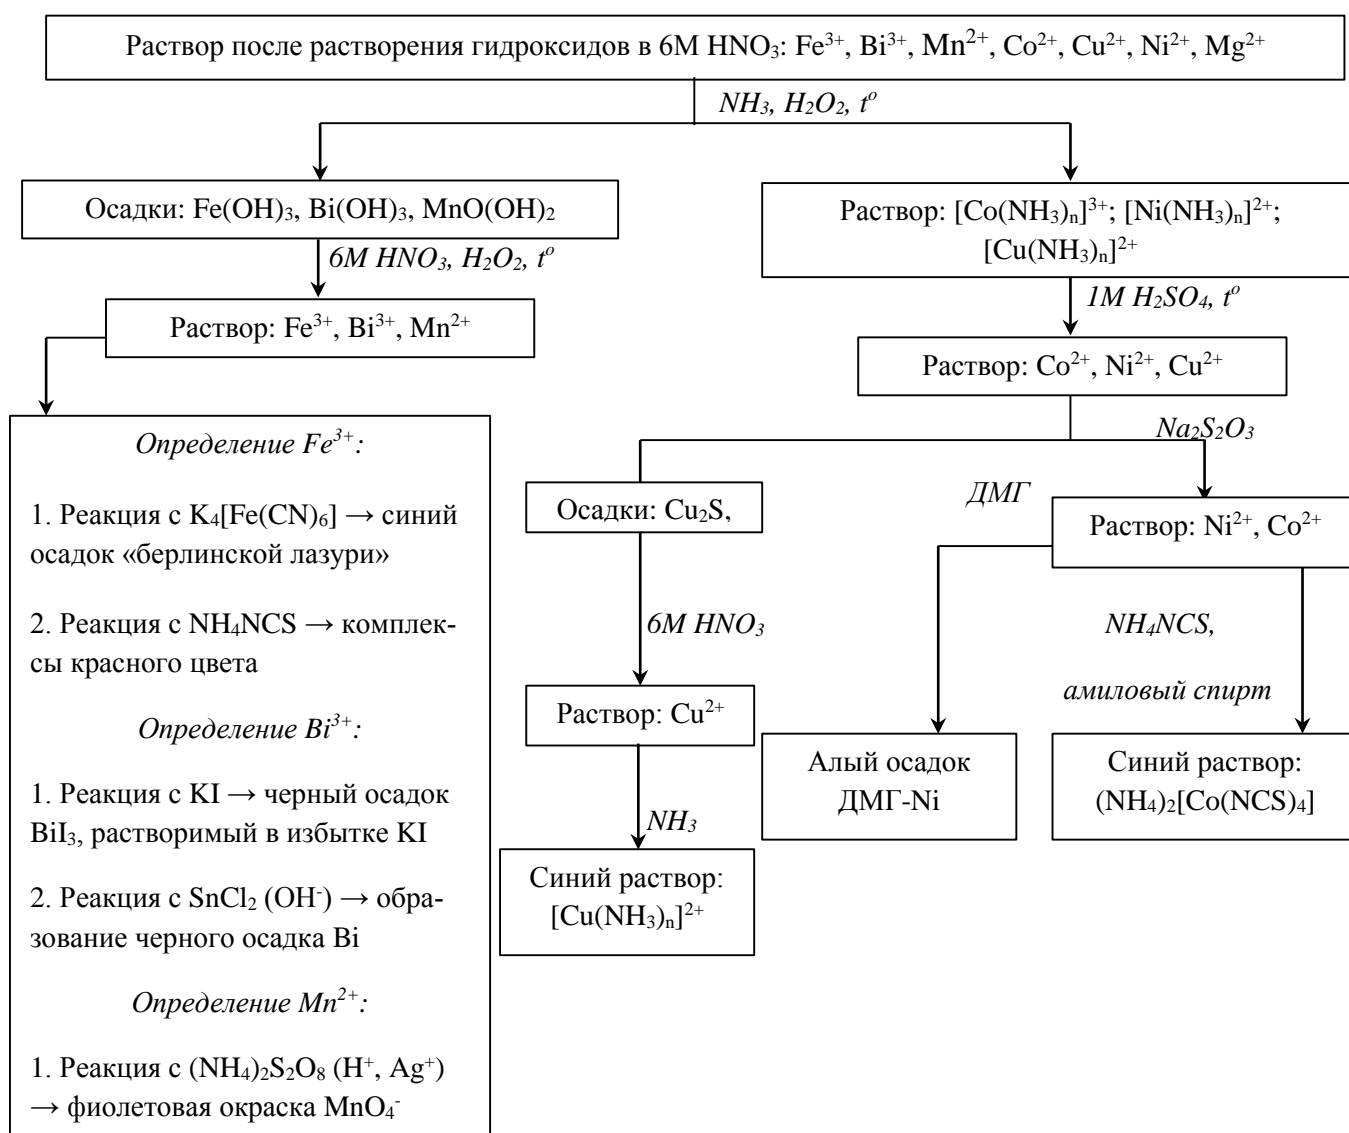 Раствор после растворения гидроксидов в 6М HNO₃: Fe³⁺, Bi³⁺, Mn²⁺, Co²⁺, Cu²⁺, Ni²⁺, Mg²⁺
NH₃, H₂O₂, tᵒ
Осадки: Fe(OH)₃, Bi(OH)₃, MnO(OH)₂
6М HNO₃, H₂O₂, tᵒ
Раствор: Fe³⁺, Bi³⁺, Mn²⁺
Определение Fe³⁺:
1. Реакция с K₄[Fe(CN)₆] → синий
осадок «берлинской лазури»
2. Реакция с NH₄NCS → комплек-
сы красного цвета
Определение Bi³⁺:
1. Реакция с KI → черный осадок
BiI₃, растворимый в избытке KI
2. Реакция с SnCl₂ (OH⁻) → обра-
зование черного осадка Bi
Определение Mn²⁺:
1. Реакция с (NH₄)₂S₂O₈ (H⁺, Ag⁺)
→ фиолетовая окраска MnO₄⁻
Раствор: [Co(NH₃)ₙ]³⁺; [Ni(NH₃)ₙ]²⁺;
[Cu(NH₃)ₙ]²⁺
1М H₂SO₄, tᵒ
Раствор: Co²⁺, Ni²⁺, Cu²⁺
Na₂S₂O₃
Осадки: Cu₂S,
6М HNO₃
Раствор: Cu²⁺
NH₃
Синий раствор:
[Cu(NH₃)ₙ]²⁺
Раствор: Ni²⁺, Co²⁺
ДМГ
Алый осадок
ДМГ-Ni
NH₄NCS,
амиловый спирт
Синий раствор:
(NH₄)₂[Co(NCS)₄]